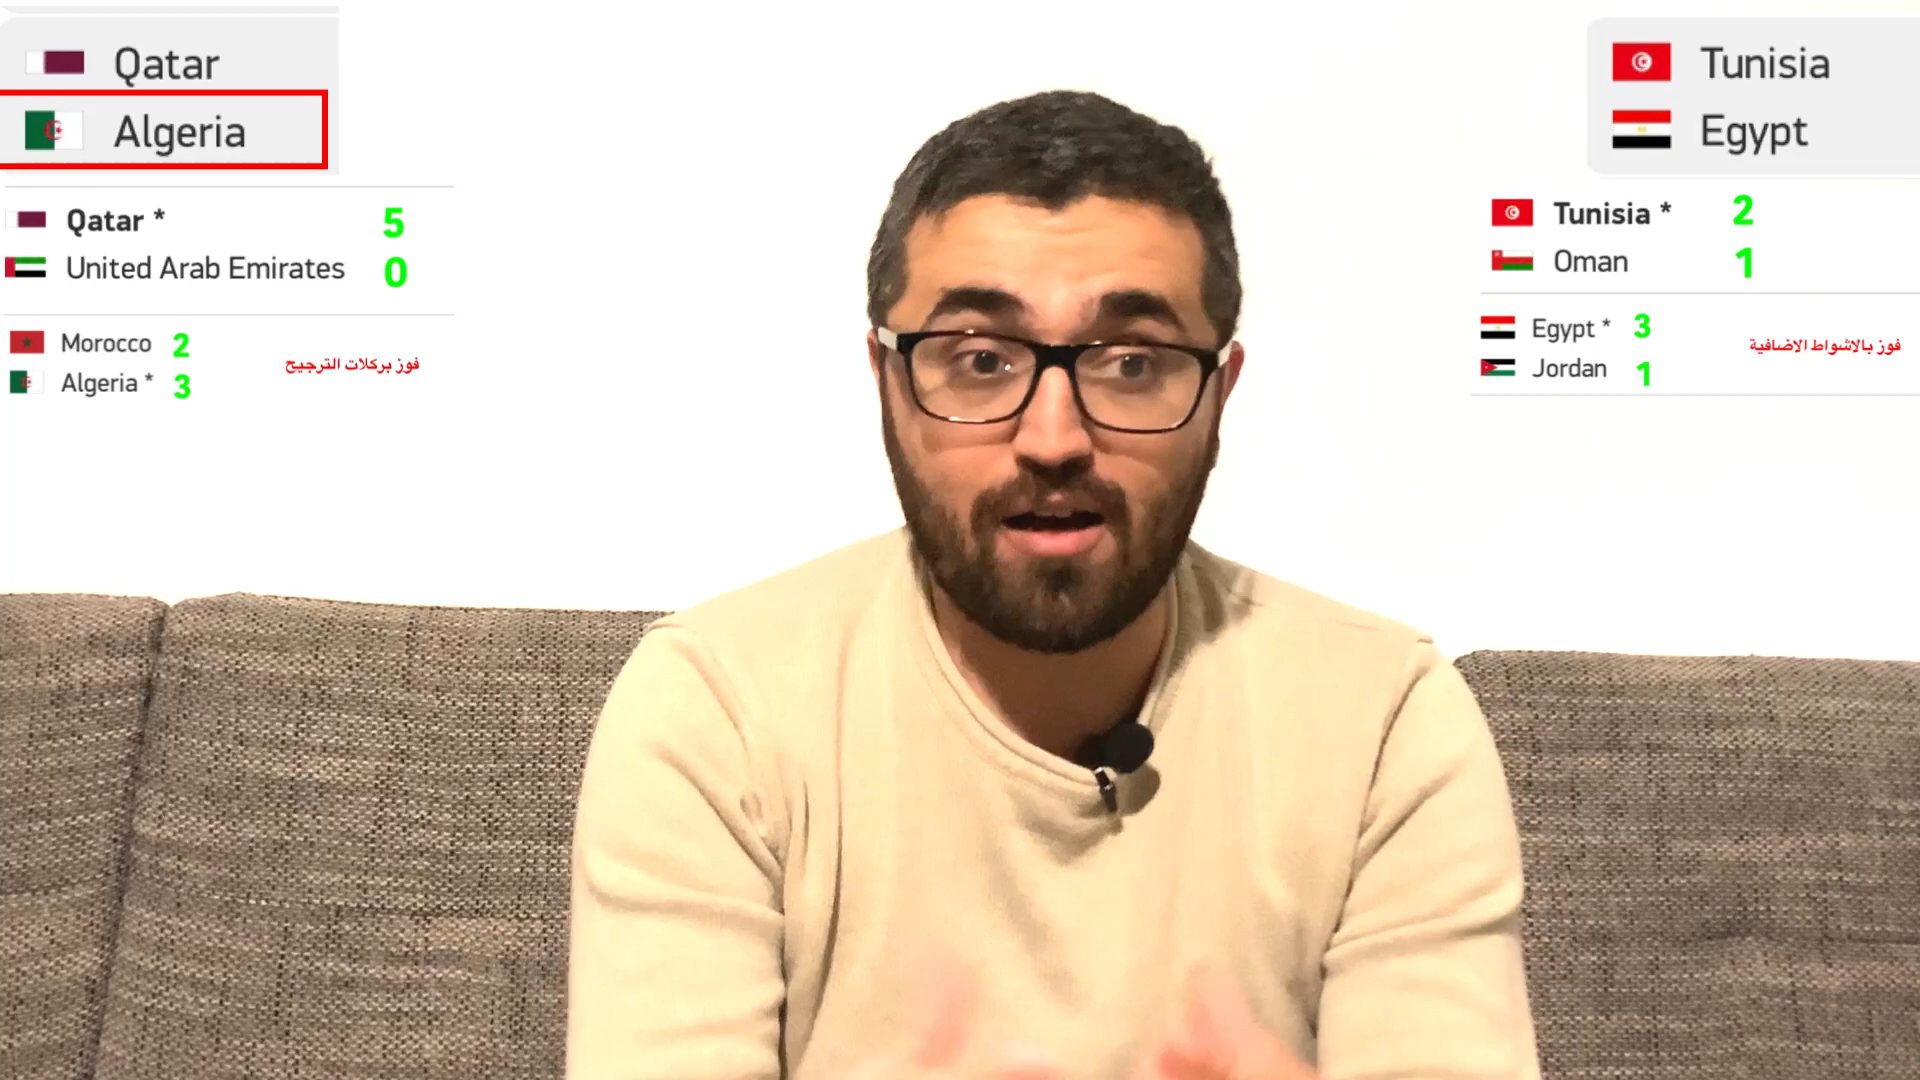 Qatar
Algeria
Qatar * 5
United Arab Emirates 0
Morocco 2
Algeria * 3
فوز بركلات الترجيح
Tunisia
Egypt
Tunisia * 2
Oman 1
Egypt * 3
Jordan 1
فوز بالاشواط الاضافية